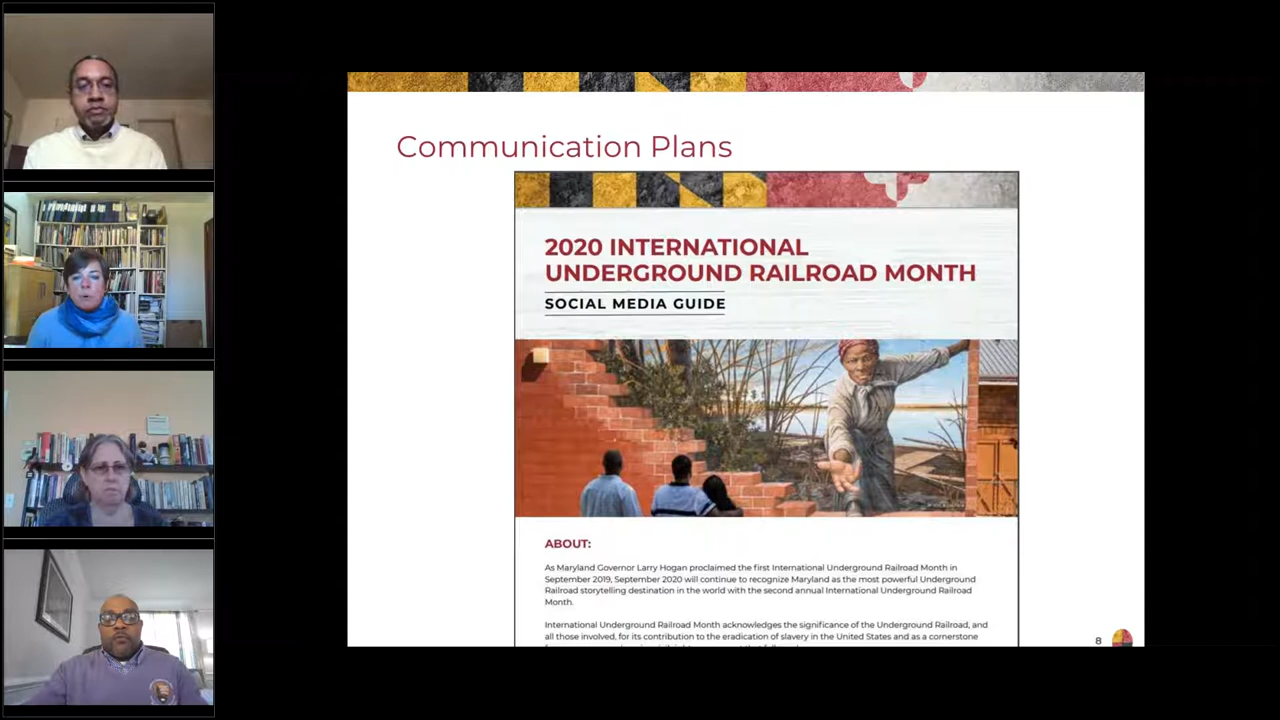 Communication Plans
2020 INTERNATIONAL
UNDERGROUND RAILROAD MONTH
SOCIAL MEDIA GUIDE
ABOUT:
As Maryland Governor Larry Hogan proclaimed the first International Underground Railroad Month in
September 2019, September 2020 will continue to recognize Maryland as the most powerful Underground
Railroad storytelling destination in the world with the second annual International Underground Railroad
Month.
International Underground Railroad Month acknowledges the significance of the Underground Railroad, and
all those involved, for its contribution to the eradication of slavery in the United States and as a cornerstone
8